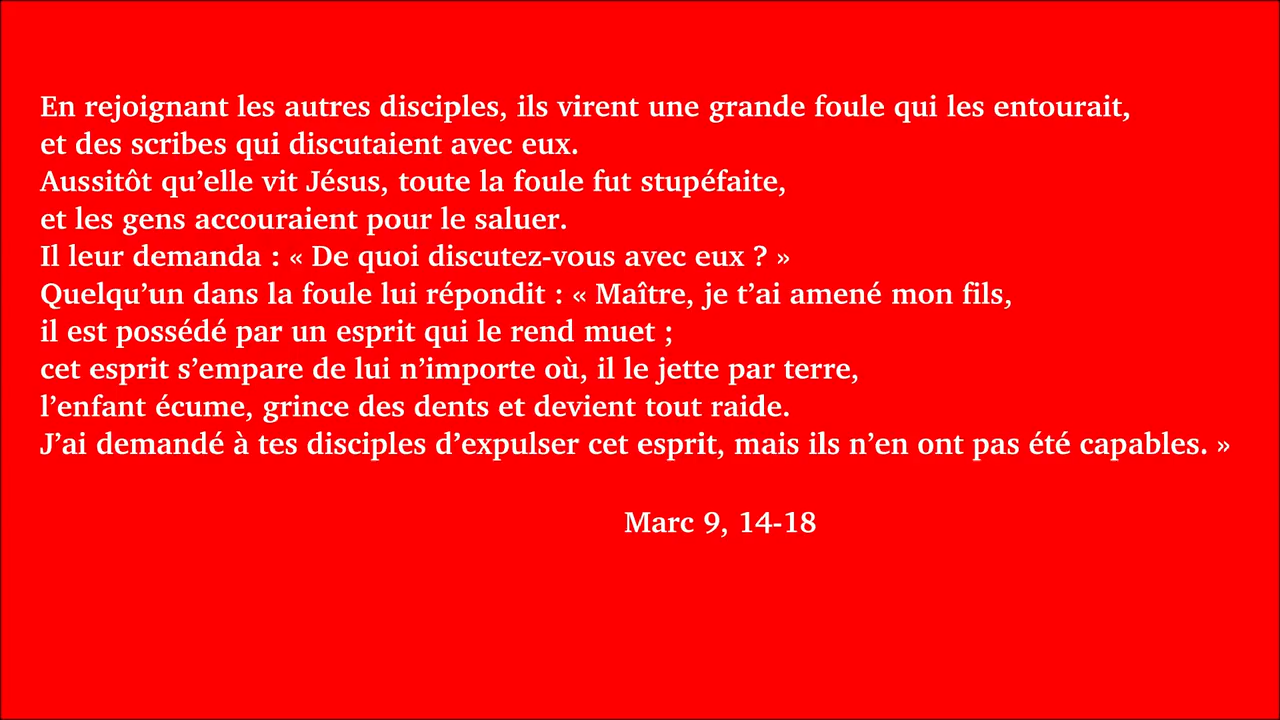 En rejoignant les autres disciples, ils virent une grande foule qui les entourait,
et des scribes qui discutaient avec eux.
Aussitôt qu’elle vit Jésus, toute la foule fut stupéfaite,
et les gens accouraient pour le saluer.
Il leur demanda : « De quoi discutez-vous avec eux ? »
Quelqu’un dans la foule lui répondit : « Maître, je t’ai amené mon fils,
il est possédé par un esprit qui le rend muet ;
cet esprit s’empare de lui n’importe où, il le jette par terre,
l’enfant écume, grince des dents et devient tout raide.
J’ai demandé à tes disciples d’expulser cet esprit, mais ils n’en ont pas été capables. »
Marc 9, 14-18